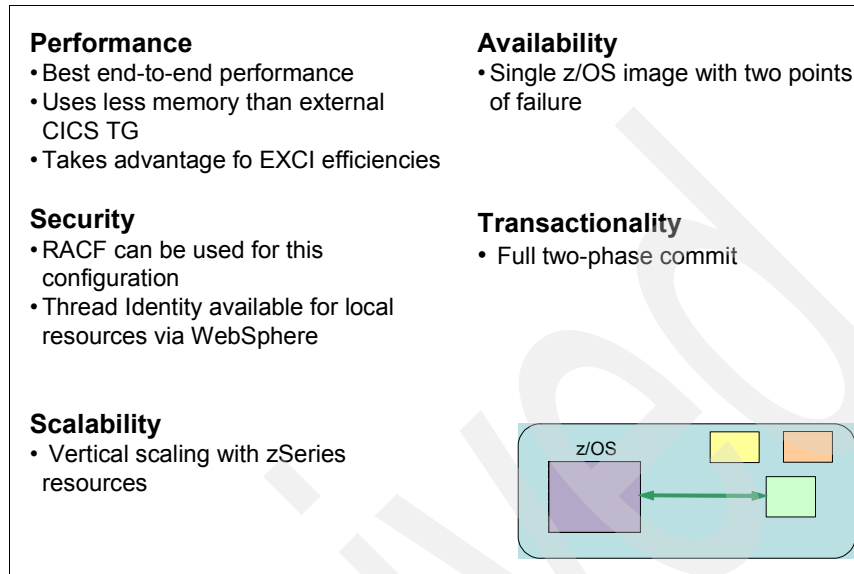 Performance
• Best end-to-end performance
• Uses less memory than external
CICS TG
• Takes advantage fo EXCI efficiencies
Security
• RACF can be used for this
configuration
• Thread Identity available for local
resources via WebSphere
Scalability
• Vertical scaling with zSeries
resources
Availability
• Single z/OS image with two points
of failure
Transactionality
• Full two-phase commit
z/OS